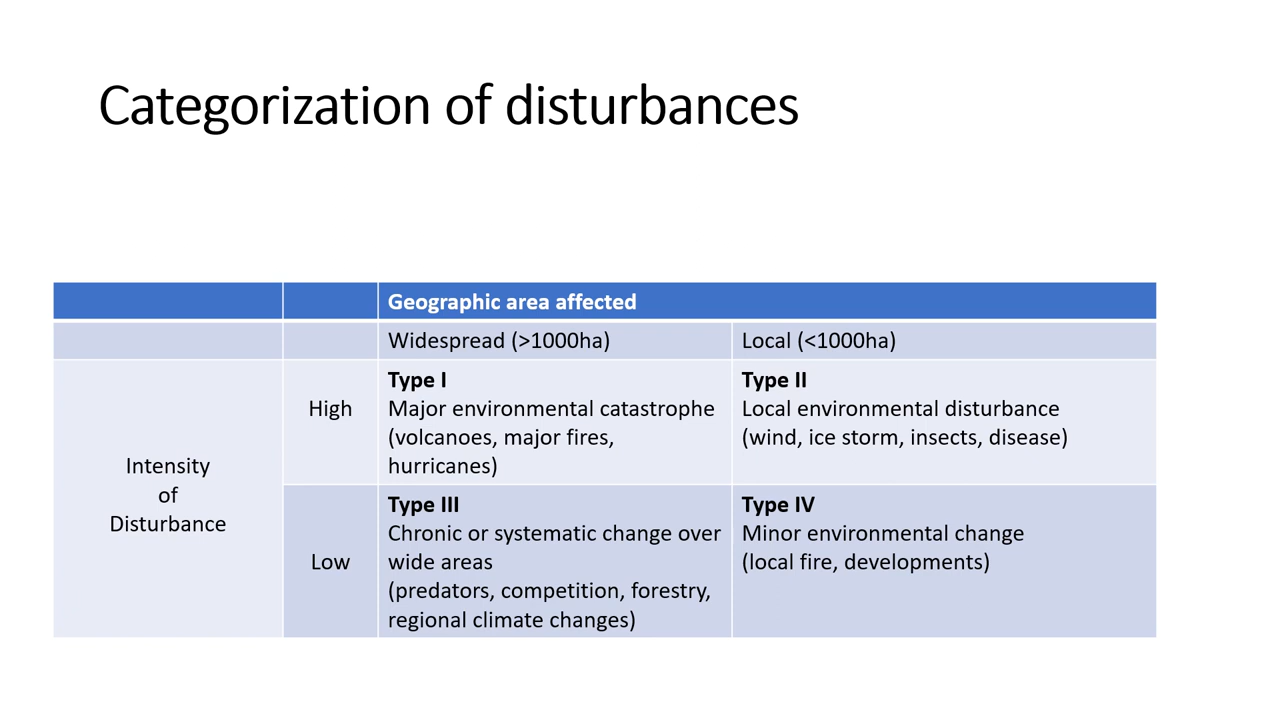 Categorization of disturbances
Geographic area affected
Widespread (>1000ha)
Local (<1000ha)
Intensity
of
Disturbance
High
Type I
Major environmental catastrophe
(volcanoes, major fires,
hurricanes)
Type II
Local environmental disturbance
(wind, ice storm, insects, disease)
Low
Type III
Chronic or systematic change over
wide areas
(predators, competition, forestry,
regional climate changes)
Type IV
Minor environmental change
(local fire, developments)